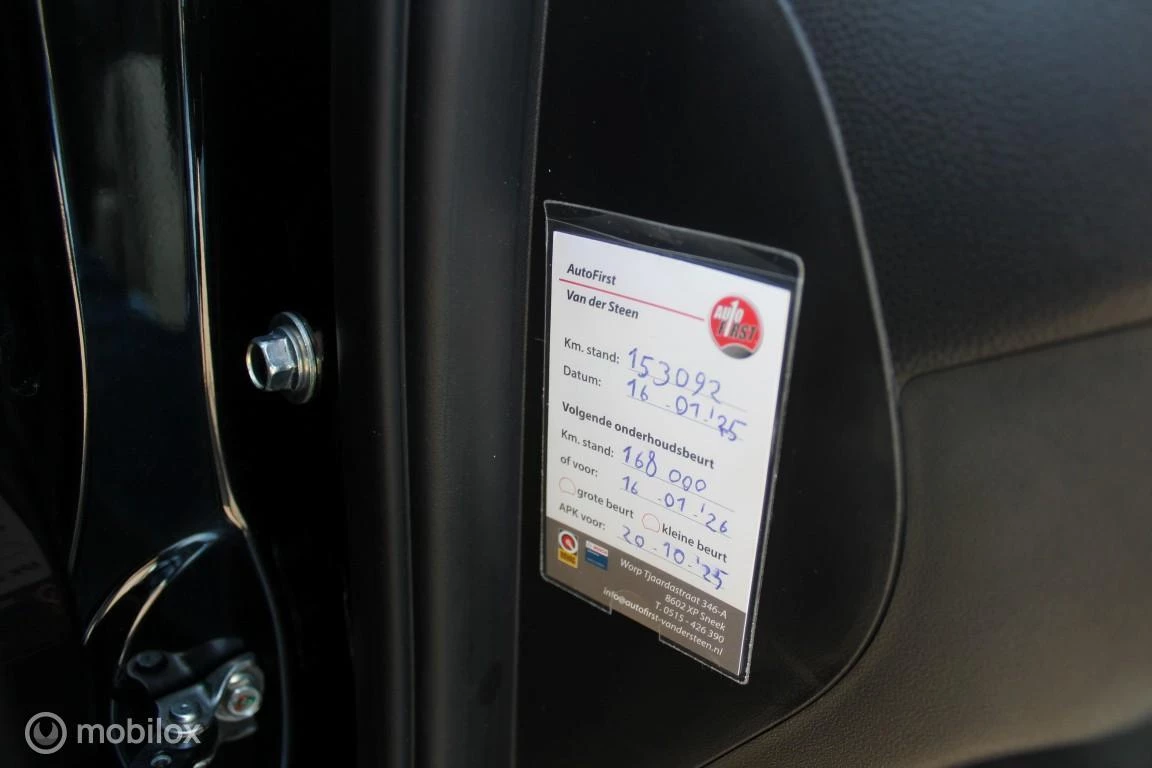 AutoFirst
Van der Steen
AUTO
FIRST
Km. stand: 153092
Datum: 16-01-'25
Volgende onderhoudsbeurt
Km. stand: 168 000
of voor: 16-01-'26
grote beurt kleine beurt
APK voor: 20-10-'25
Worp Tjaardastraat 346-A
8602 XP Sneek
T. 0515 - 426 390
info@autofirst-vandersteen.nl
mobilox